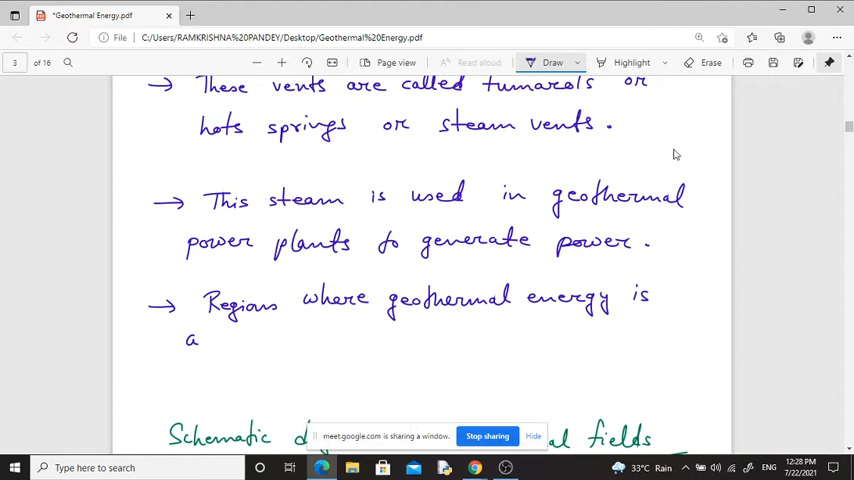 *Geothermal Energy.pdf
File
C:/Users/RAMKRISHNA%20PANDEY/Desktop/Geothermal%20Energy.pdf
3 of 16
Page view
Read aloud
Draw
Highlight
Erase
→ These vents are called tumarols or
hots springs or steam vents.
→ This steam is used in geothermal
power plants to generate power.
→ Regions where geothermal energy is
a
Schematic
al fields
meet.google.com is sharing a window.
Stop sharing
Hide
Type here to search
33°C Rain
ENG
12:28 PM
7/22/2021